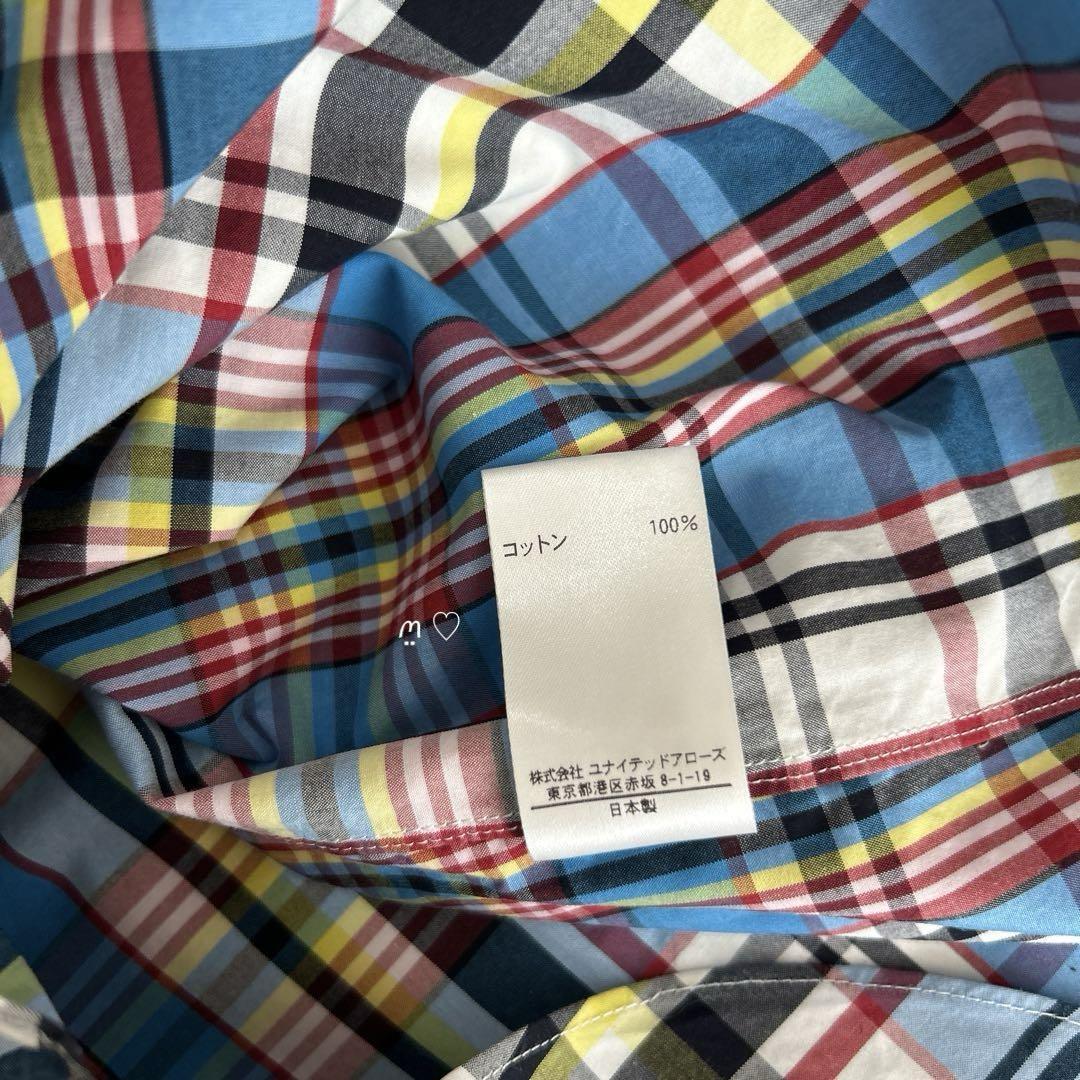 コットン 100%
株式会社 ユナイテッドアローズ
東京都港区赤坂 8-1-19
日本製